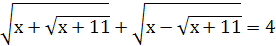 √(x+√(x+11)) + √(x−√(x+11)) = 4